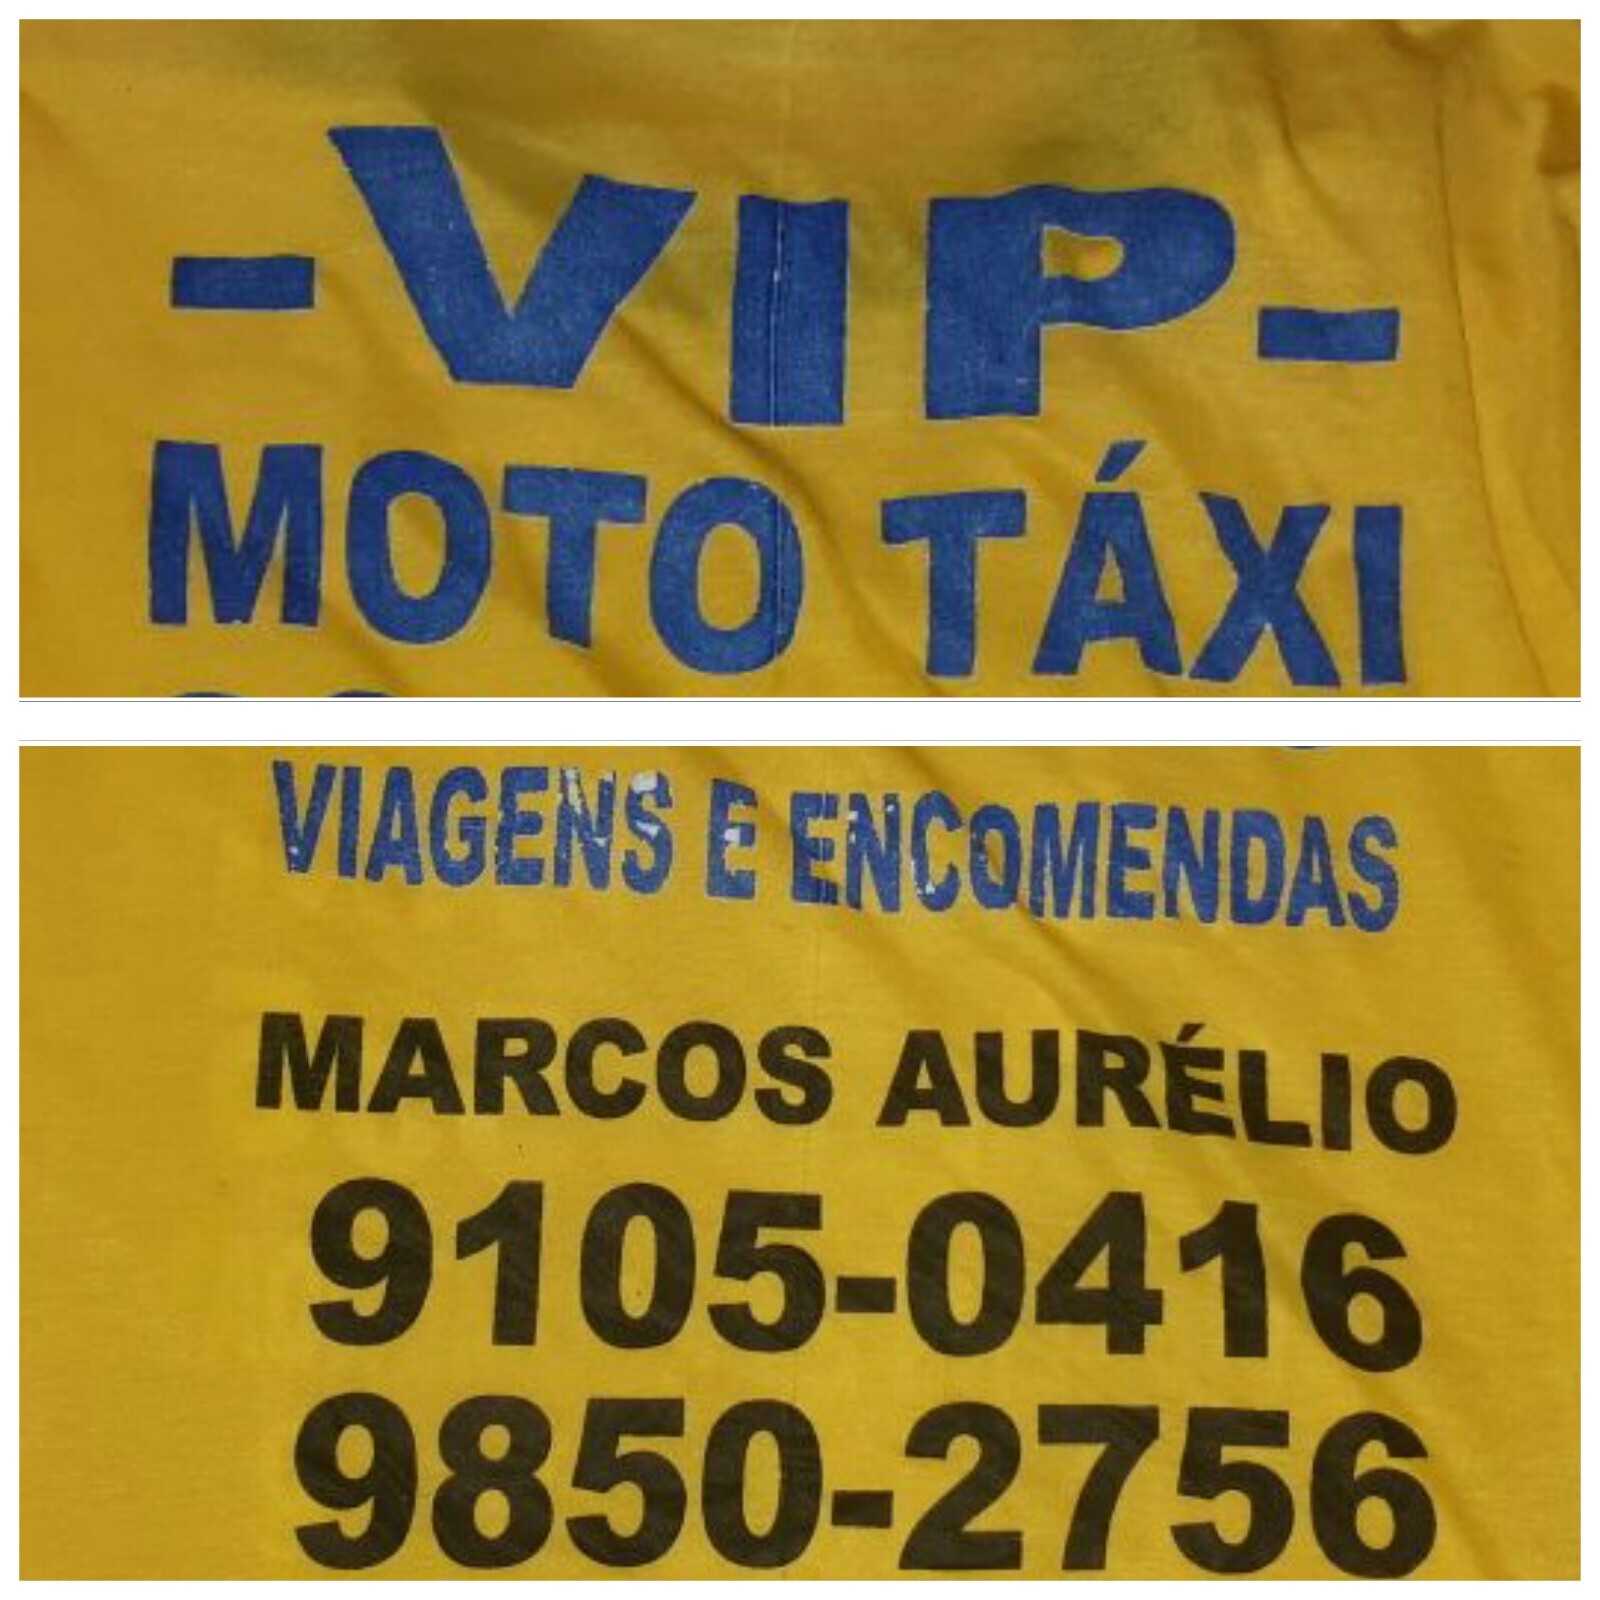 -VIP-
MOTO TÁXI
VIAGENS E ENCOMENDAS
MARCOS AURÉLIO
9105-0416
9850-2756